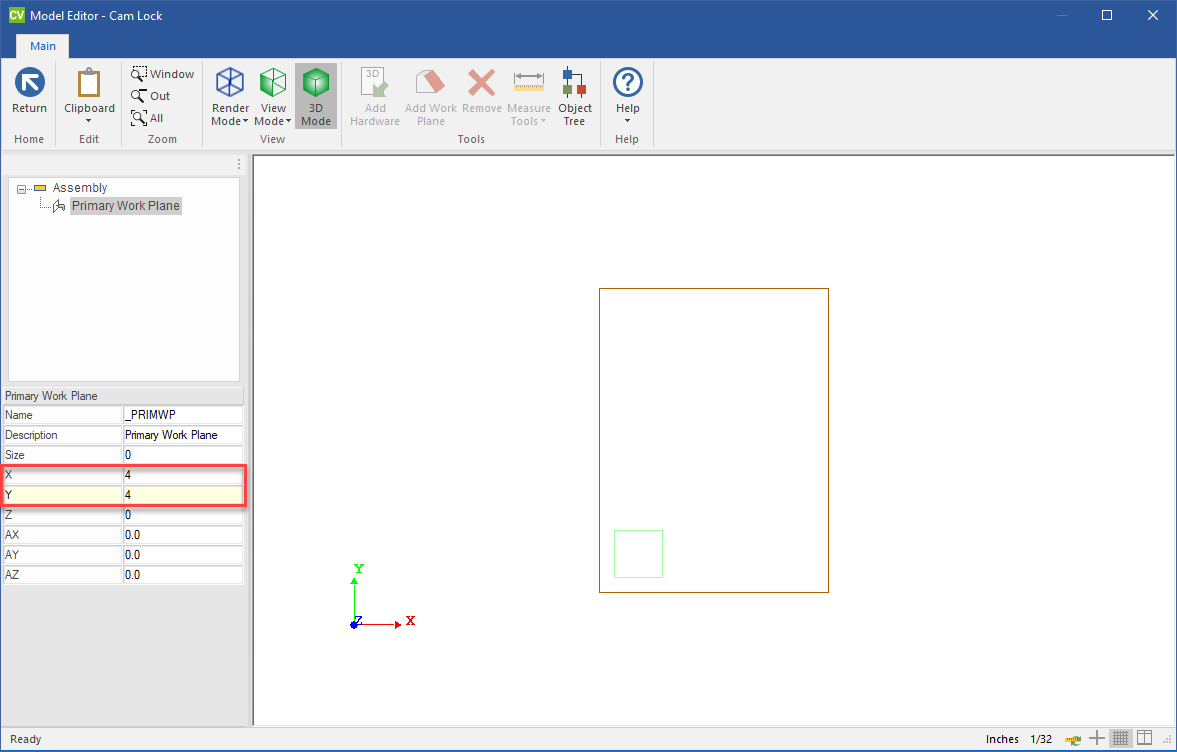 CV Model Editor - Cam Lock
Main
Return
Clipboard
Window
Out
All
Render Mode
View Mode
3D Mode
3D
Add Hardware
Add Work Plane
Remove
Measure Tools
Object Tree
Help
Home
Edit
Zoom
View
Tools
Help
Assembly
Primary Work Plane
Primary Work Plane
Name _PRIMWP
Description Primary Work Plane
Size 0
X 4
Y 4
Z 0
AX 0.0
AY 0.0
AZ 0.0
Y
Z X
Ready Inches 1/32